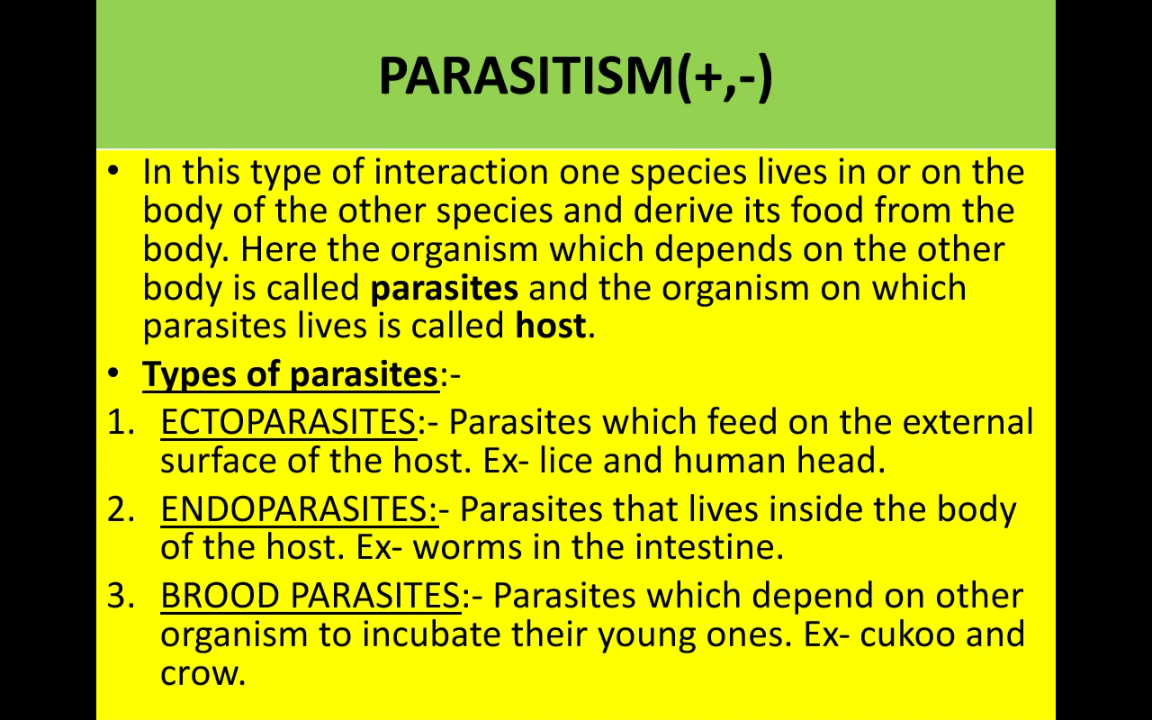 PARASITISM(+,-)
• In this type of interaction one species lives in or on the
body of the other species and derive its food from the
body. Here the organism which depends on the other
body is called parasites and the organism on which
parasites lives is called host.
• Types of parasites:-
1. ECTOPARASITES:- Parasites which feed on the external
surface of the host. Ex- lice and human head.
2. ENDOPARASITES:- Parasites that lives inside the body
of the host. Ex- worms in the intestine.
3. BROOD PARASITES:- Parasites which depend on other
organism to incubate their young ones. Ex- cukoo and
crow.